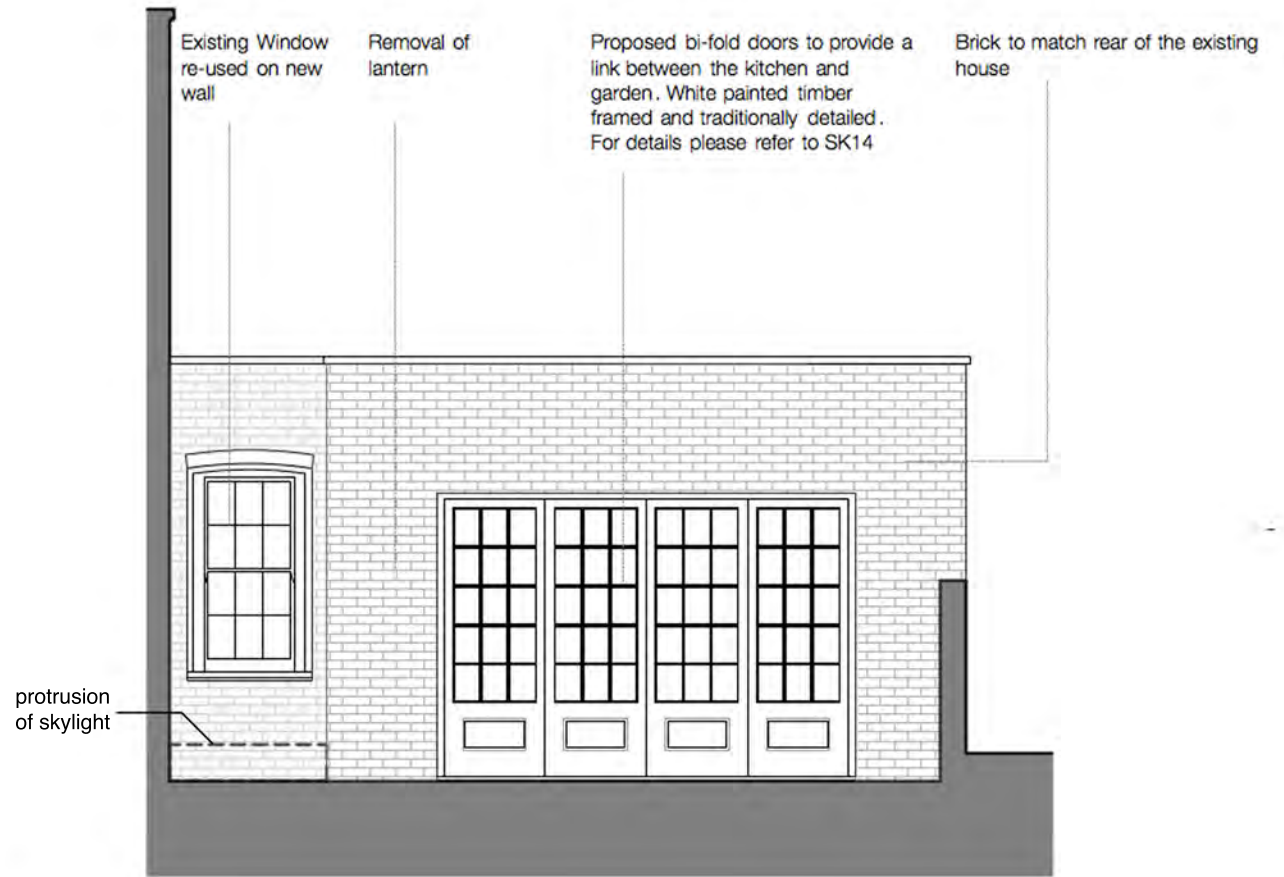 Existing Window
re-used on new
wall
Removal of
lantern
Proposed bi-fold doors to provide a
link between the kitchen and
garden. White painted timber
framed and traditionally detailed.
For details please refer to SK14
Brick to match rear of the existing
house
protrusion
of skylight